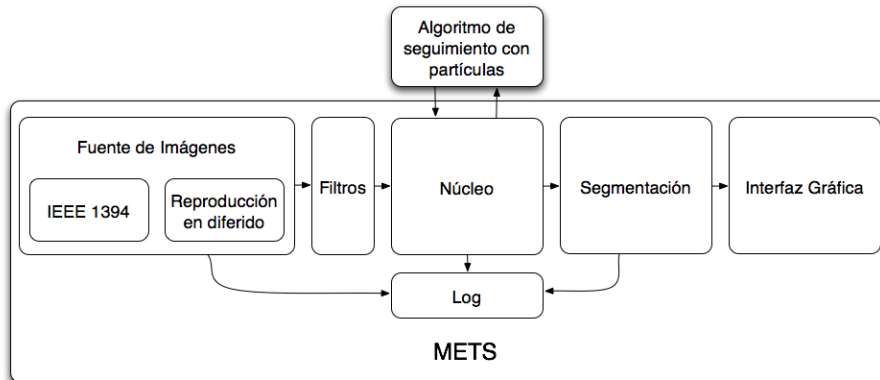 Algoritmo de
seguimiento con
partículas
Fuente de Imágenes
IEEE 1394
Reproducción
en diferido
Filtros
Núcleo
Segmentación
Interfaz Gráfica
Log
METS